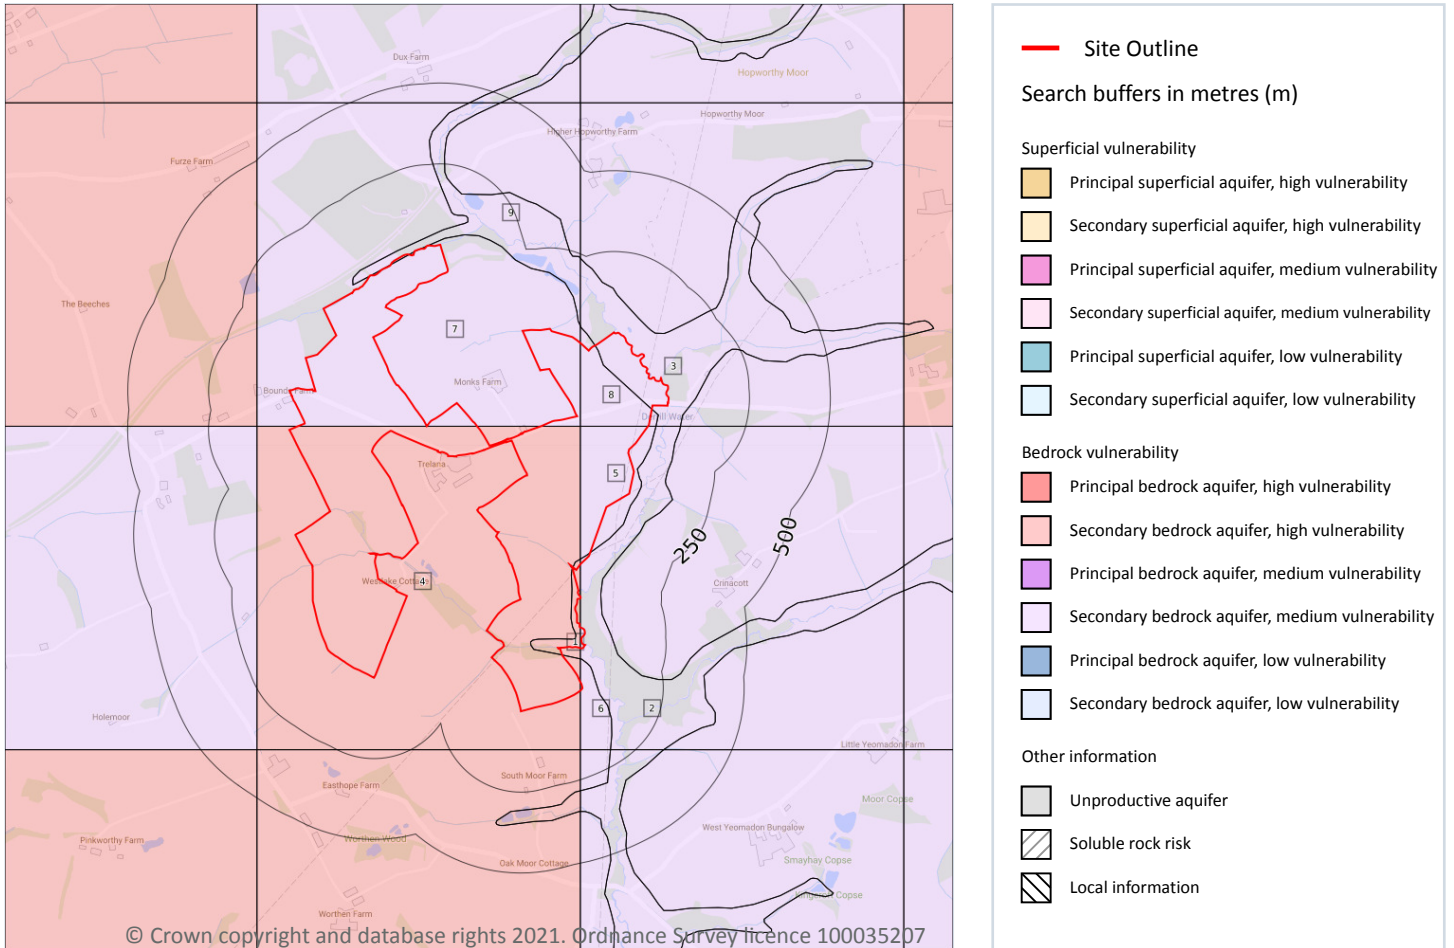 Dux Farm
Hopworthy Moor
Hopworthy Moor
Higher Hopworthy Farm
Furze Farm
9
The Beeches
7
3
Monks Farm
8
Derrill Water
Trelana
5
250
500
Westlake Cottage
4
Crinacott
1
Holemoor
6
2
Little Yeomadon Farm
South Moor Farm
Easthope Farm
Moor Copse
Pinkworthy Farm
Worthen Wood
West Yeomadon Bungalow
Oak Moor Cottage
Smayhay Copse
Kingdon Copse
Worthen Farm
© Crown copyright and database rights 2021. Ordnance Survey licence 100035207
Site Outline
Search buffers in metres (m)
Superficial vulnerability
Principal superficial aquifer, high vulnerability
Secondary superficial aquifer, high vulnerability
Principal superficial aquifer, medium vulnerability
Secondary superficial aquifer, medium vulnerability
Principal superficial aquifer, low vulnerability
Secondary superficial aquifer, low vulnerability
Bedrock vulnerability
Principal bedrock aquifer, high vulnerability
Secondary bedrock aquifer, high vulnerability
Principal bedrock aquifer, medium vulnerability
Secondary bedrock aquifer, medium vulnerability
Principal bedrock aquifer, low vulnerability
Secondary bedrock aquifer, low vulnerability
Other information
Unproductive aquifer
Soluble rock risk
Local information